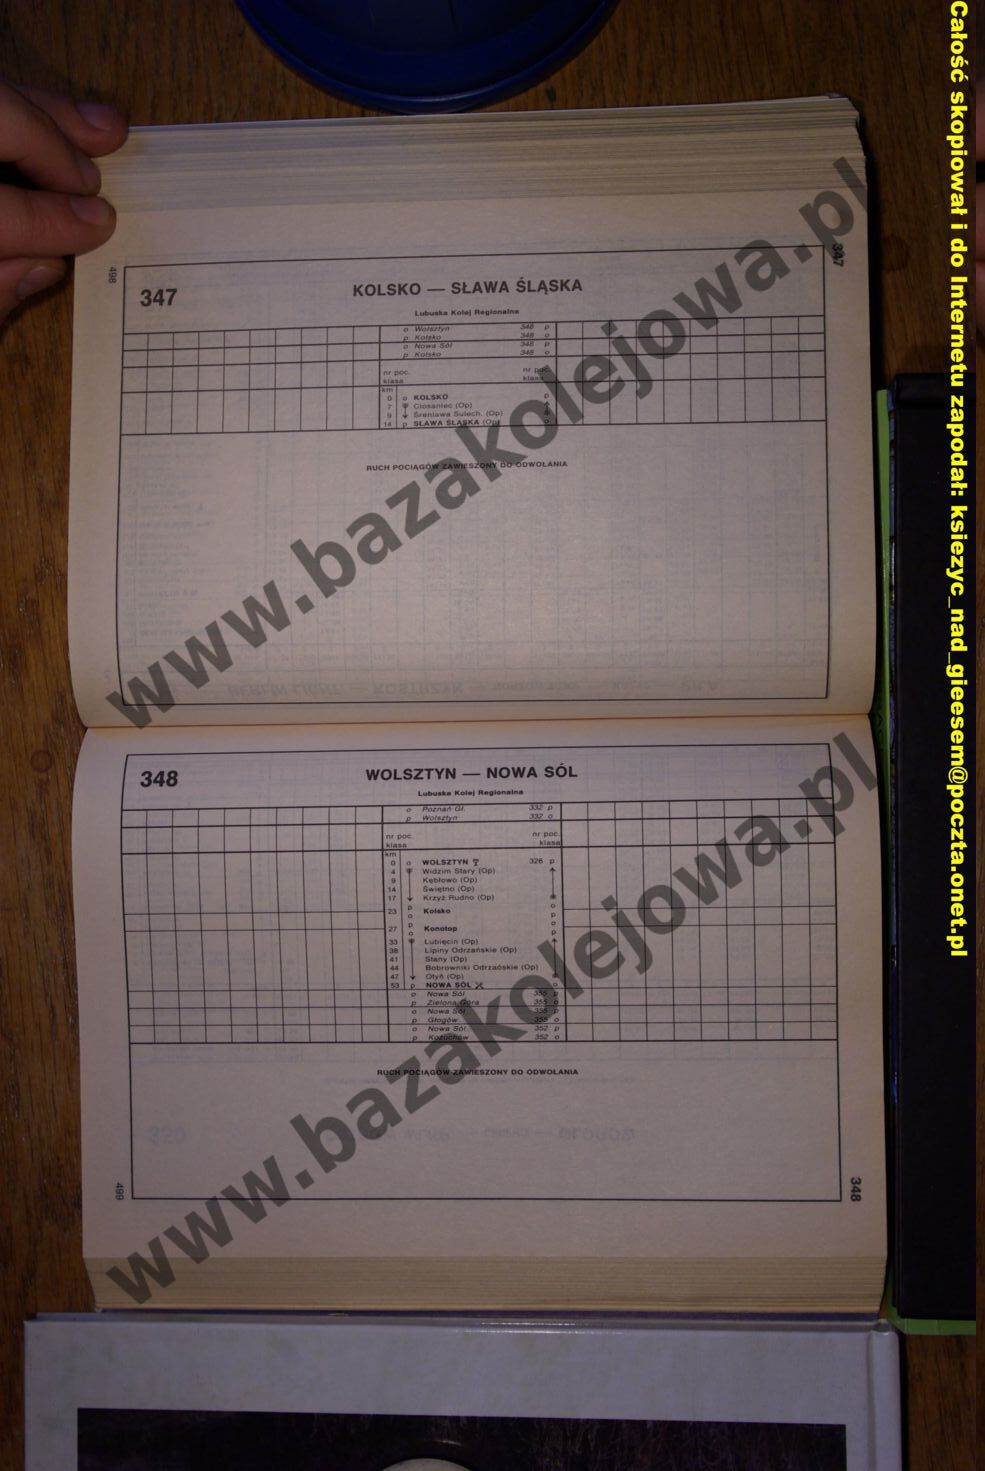 Całość skopiował i do Internetu zapodał: ksiezyc_nad_gieesem@poczta.onet.pl
498
347
347
KOLSKO — SŁAWA ŚLĄSKA
Lubuska Kolej Regionalna
o Wolsztyn 348 p
p Kolsko 348 o
o Nowa Sól 348 p
p Kolsko 348 o
nr poc. nr poc.
klasa klasa
km
0 o KOLSKO p
7 Ciosaniec (Op)
9 Sreniawa Sulech. (Op)
14 p SŁAWA ŚLĄSKA (Op) o
RUCH POCIĄGÓW ZAWIESZONY DO ODWOŁANIA
www.bazakolejowa.pl
348
WOLSZTYN — NOWA SÓL
Lubuska Kolej Regionalna
o Poznań Gł. 332 p
p Wolsztyn 332 o
nr poc. nr poc.
klasa klasa
km
0 o WOLSZTYN 328 p
4 Widzim Stary (Op)
9 Kębłowo (Op)
14 Świętno (Op)
17 Krzyż Rudno (Op)
p o
23 Kolsko
o p
p o
27 Konotop
o p
33 Lubięcin (Op)
38 Lipiny Odrzańskie (Op)
41 Stany (Op)
44 Bobrowniki Odrzańskie (Op)
47 Otyń (Op)
53 p NOWA SÓL o
o Nowa Sól 355 p
p Zielona Góra 355 o
o Nowa Sól 355 p
p Głogów 355 o
o Nowa Sól 352 p
p Kożuchów 352 o
RUCH POCIĄGÓW ZAWIESZONY DO ODWOŁANIA
499
348
www.bazakolejowa.pl